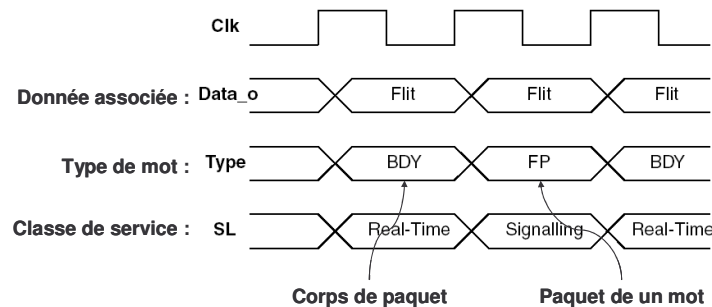 Clk
Donnée associée : Data_o Flit Flit Flit
Type de mot : Type BDY FP BDY
Classe de service : SL Real-Time Signalling Real-Time
Corps de paquet Paquet de un mot